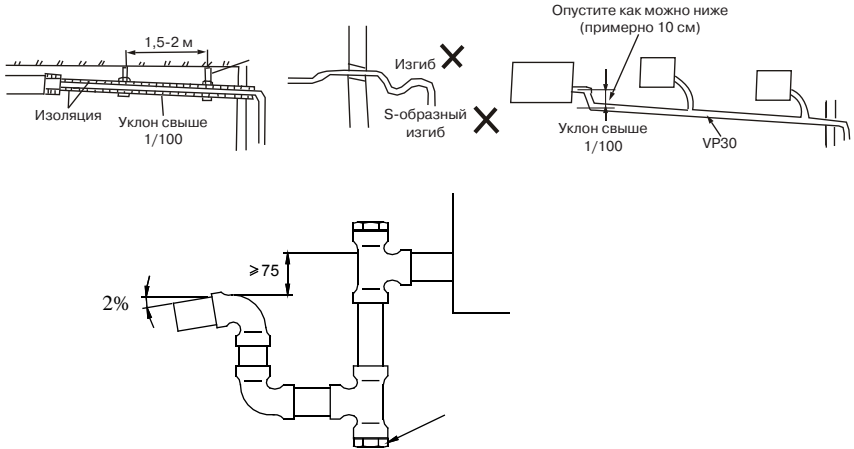 1,5-2 м
Изоляция
Уклон свыше
1/100
Изгиб
S-образный
изгиб
Опустите как можно ниже
(примерно 10 см)
Уклон свыше
1/100
VP30
≥75
2%